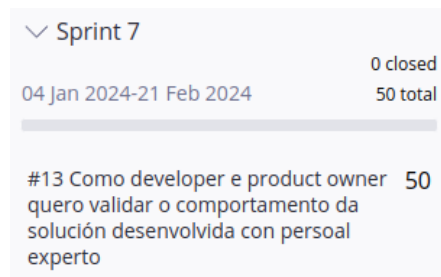 Sprint 7
0 closed
04 Jan 2024-21 Feb 2024 50 total
#13 Como developer e product owner 50
quero validar o comportamento da
solución desenvolvida con persoal
experto